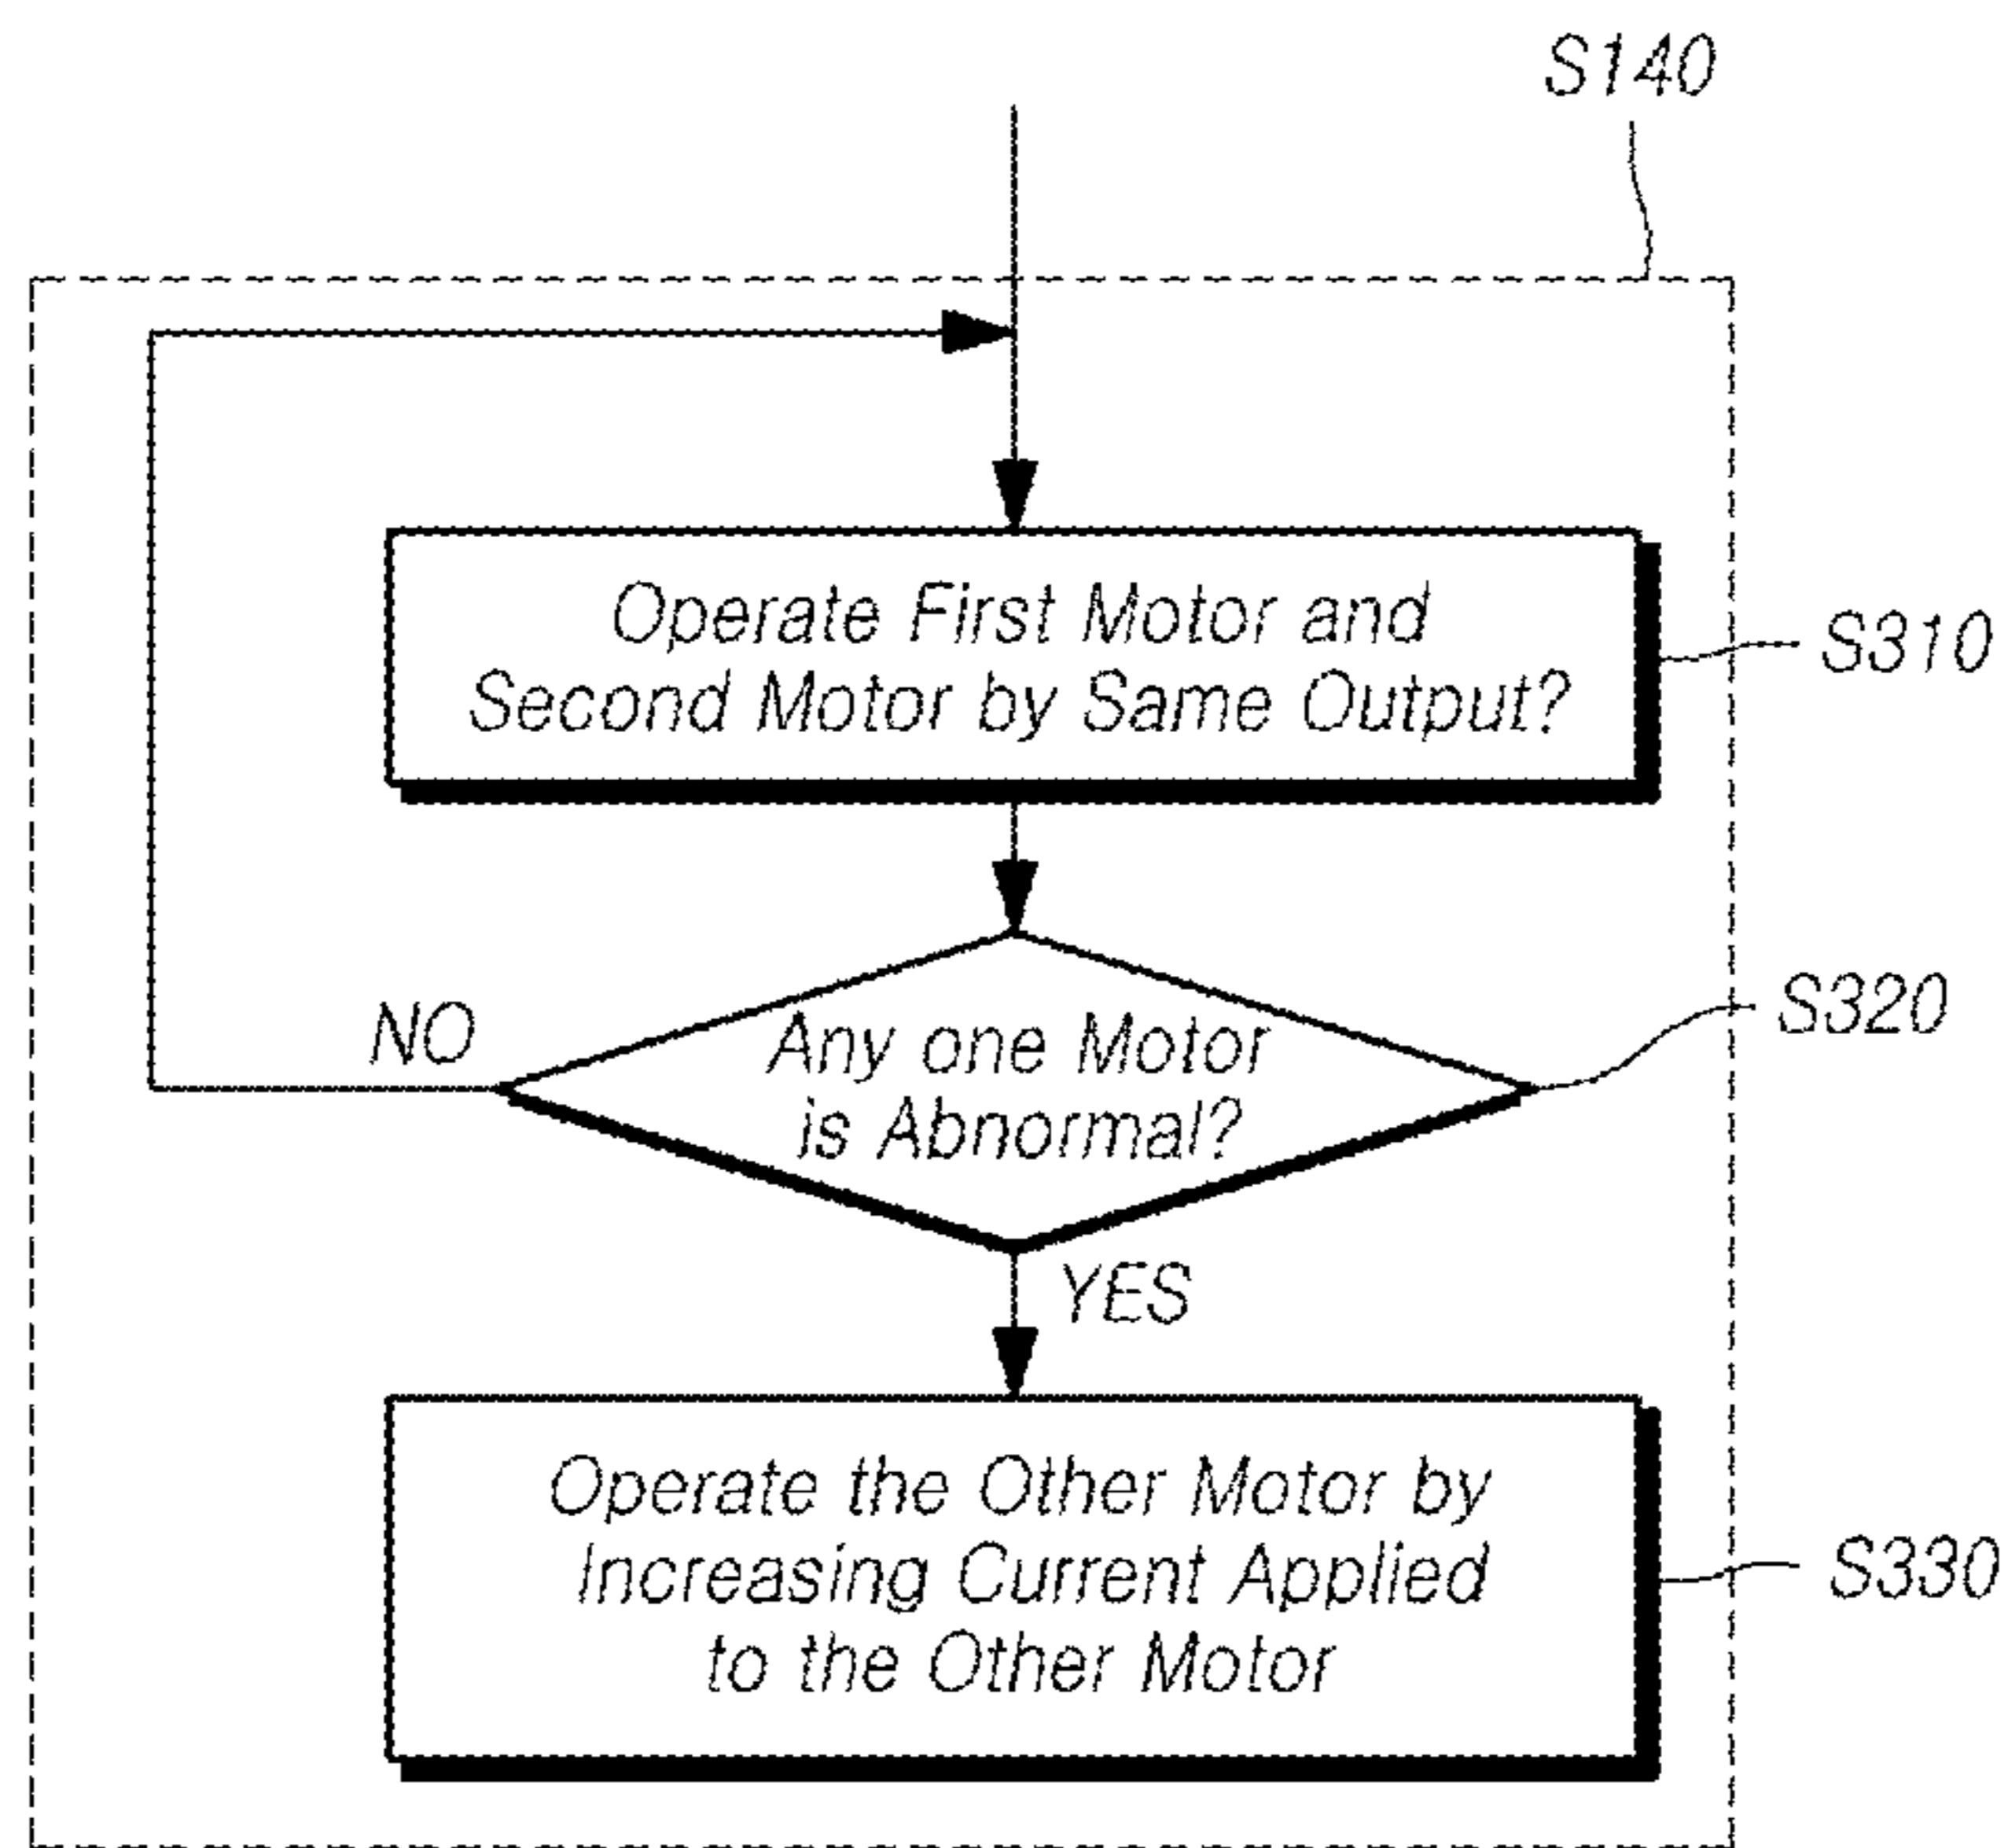 S140
Operate First Motor and
Second Motor by Same Output?
S310
Any one Motor
is Abnormal?
S320
NO
YES
Operate the Other Motor by
Increasing Current Applied
to the Other Motor
S330